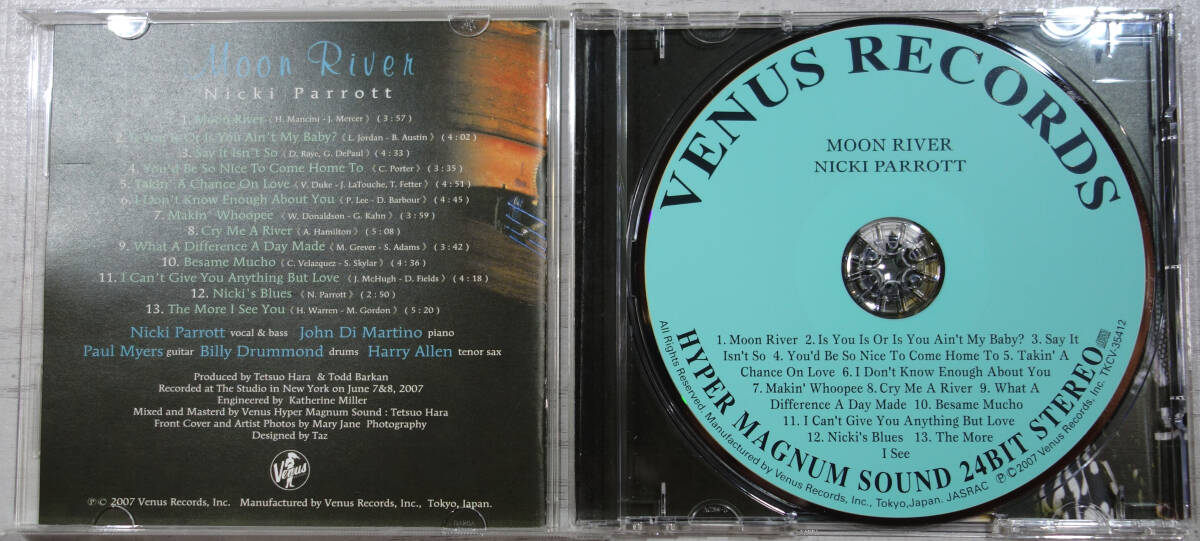 Moon River
Nicki Parrott
1. Moon River 《 H. Mancini - J. Mercer 》 ( 3 : 57 )
2. Is You Is Or Is You Ain't My Baby? 《 L. Jordan - B. Austin 》 ( 4 : 02 )
3. Say It Isn't So 《 D. Raye, G. DePaul 》 ( 4 : 33 )
4. You'd Be So Nice To Come Home To 《 C. Porter 》 ( 3 : 35 )
5. Takin' A Chance On Love 《 V. Duke - J. LaTouche, T. Fetter 》 ( 4 : 51 )
6. I Don't Know Enough About You 《 P. Lee - D. Barbour 》 ( 4 : 45 )
7. Makin' Whoopee 《 W. Donaldson - G. Kahn 》 ( 3 : 59 )
8. Cry Me A River 《 A. Hamilton 》 ( 5 : 08 )
9. What A Difference A Day Made 《 M. Grever - S. Adams 》 ( 3 : 42 )
10. Besame Mucho 《 C. Velazquez - S. Skylar 》 ( 4 : 36 )
11. I Can't Give You Anything But Love 《 J. McHugh - D. Fields 》 ( 4 : 18 )
12. Nicki's Blues 《 N. Parrott 》 ( 2 : 50 )
13. The More I See You 《 H. Warren - M. Gordon 》 ( 5 : 20 )
Nicki Parrott vocal & bass John Di Martino piano
Paul Myers guitar Billy Drummond drums Harry Allen tenor sax
Produced by Tetsuo Hara & Todd Barkan
Recorded at The Studio in New York on June 7&8, 2007
Engineered by Katherine Miller
Mixed and Masterd by Venus Hyper Magnum Sound : Tetsuo Hara
Front Cover and Artist Photos by Mary Jane Photography
Designed by Taz
Venus
℗ © 2007 Venus Records, Inc. Manufactured by Venus Records, Inc., Tokyo, Japan.
VENUS RECORDS
MOON RIVER
NICKI PARROTT
1. Moon River 2. Is You Is Or Is You Ain't My Baby? 3. Say It
Isn't So 4. You'd Be So Nice To Come Home To 5. Takin' A
Chance On Love 6. I Don't Know Enough About You
7. Makin' Whoopee 8. Cry Me A River 9. What A
Difference A Day Made 10. Besame Mucho
11. I Can't Give You Anything But Love
12. Nicki's Blues 13. The More
I See
HYPER MAGNUM SOUND 24BIT STEREO
All Rights Reserved. Manufactured by Venus Records, Inc., Tokyo, Japan. JASRAC ℗©2007 Venus Records, Inc. TKCV-35412